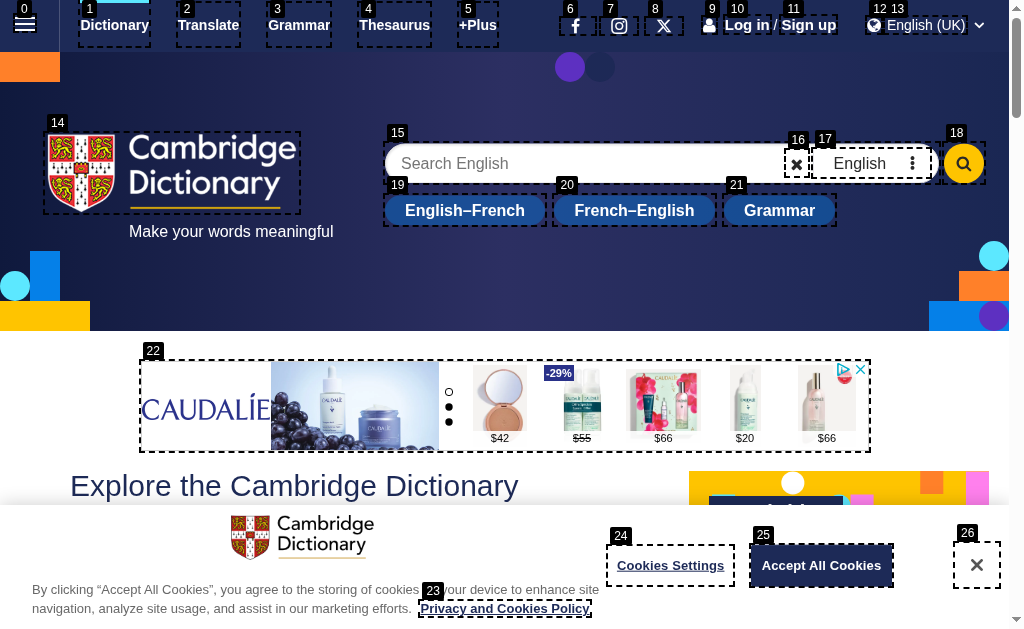 0 1 2 3 4 5 6 7 8 9 10 11 12 13
Dictionary Translate Grammar Thesaurus +Plus Log in / Sign up English (UK)
14 15 16 17 18
Cambridge
Dictionary
Make your words meaningful
Search English English
19 20 21
English–French French–English Grammar
22
CAUDALÍE
CAUDALÍE
CAUDALÍE
-29%
$42 $55 $66 $20 $66
Explore the Cambridge Dictionary
Cambridge
Dictionary
24 25 26
Cookies Settings Accept All Cookies
By clicking “Accept All Cookies”, you agree to the storing of cookies 23 your device to enhance site
navigation, analyze site usage, and assist in our marketing efforts. Privacy and Cookies Policy